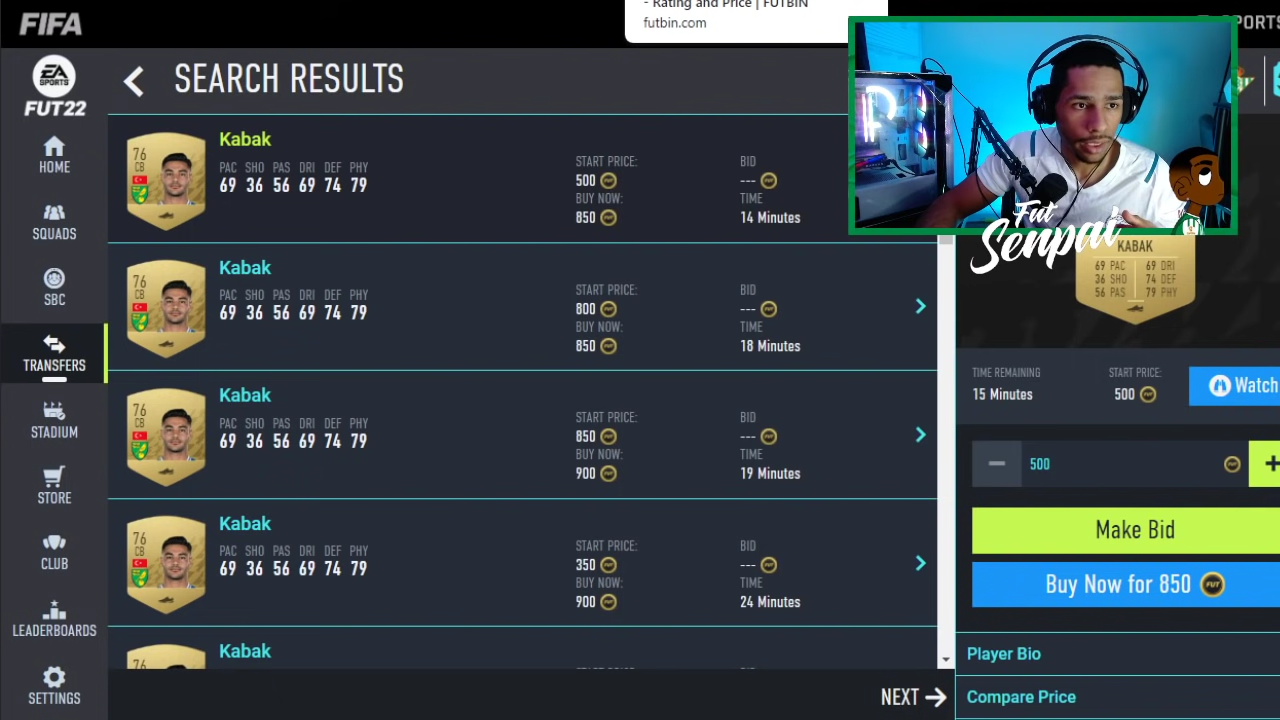 - Rating and Price | FUTBIN
futbin.com
FIFA
EA SPORTS
FUT22
HOME
SQUADS
SBC
TRANSFERS
STADIUM
STORE
CLUB
LEADERBOARDS
SETTINGS
SEARCH RESULTS
76
CB
Kabak
PAC SHO PAS DRI DEF PHY
69 36 56 69 74 79
START PRICE:
500
BUY NOW:
850
BID
---
TIME
14 Minutes
76
CB
Kabak
PAC SHO PAS DRI DEF PHY
69 36 56 69 74 79
START PRICE:
800
BUY NOW:
850
BID
---
TIME
18 Minutes
76
CB
Kabak
PAC SHO PAS DRI DEF PHY
69 36 56 69 74 79
START PRICE:
850
BUY NOW:
900
BID
---
TIME
19 Minutes
76
CB
Kabak
PAC SHO PAS DRI DEF PHY
69 36 56 69 74 79
START PRICE:
350
BUY NOW:
900
BID
---
TIME
24 Minutes
76
Kabak
NEXT
Fut
Senpai
KABAK
69 PAC 69 DRI
36 SHO 74 DEF
56 PAS 79 PHY
TIME REMAINING
15 Minutes
START PRICE:
500
Watch
500
Make Bid
Buy Now for 850
Player Bio
Compare Price